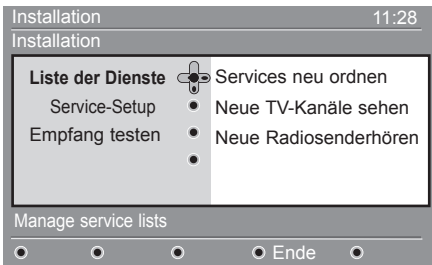 Installation 11:28
Installation
Liste der Dienste Services neu ordnen
Service-Setup Neue TV-Kanäle sehen
Empfang testen Neue Radiosenderhören
Manage service lists
Ende